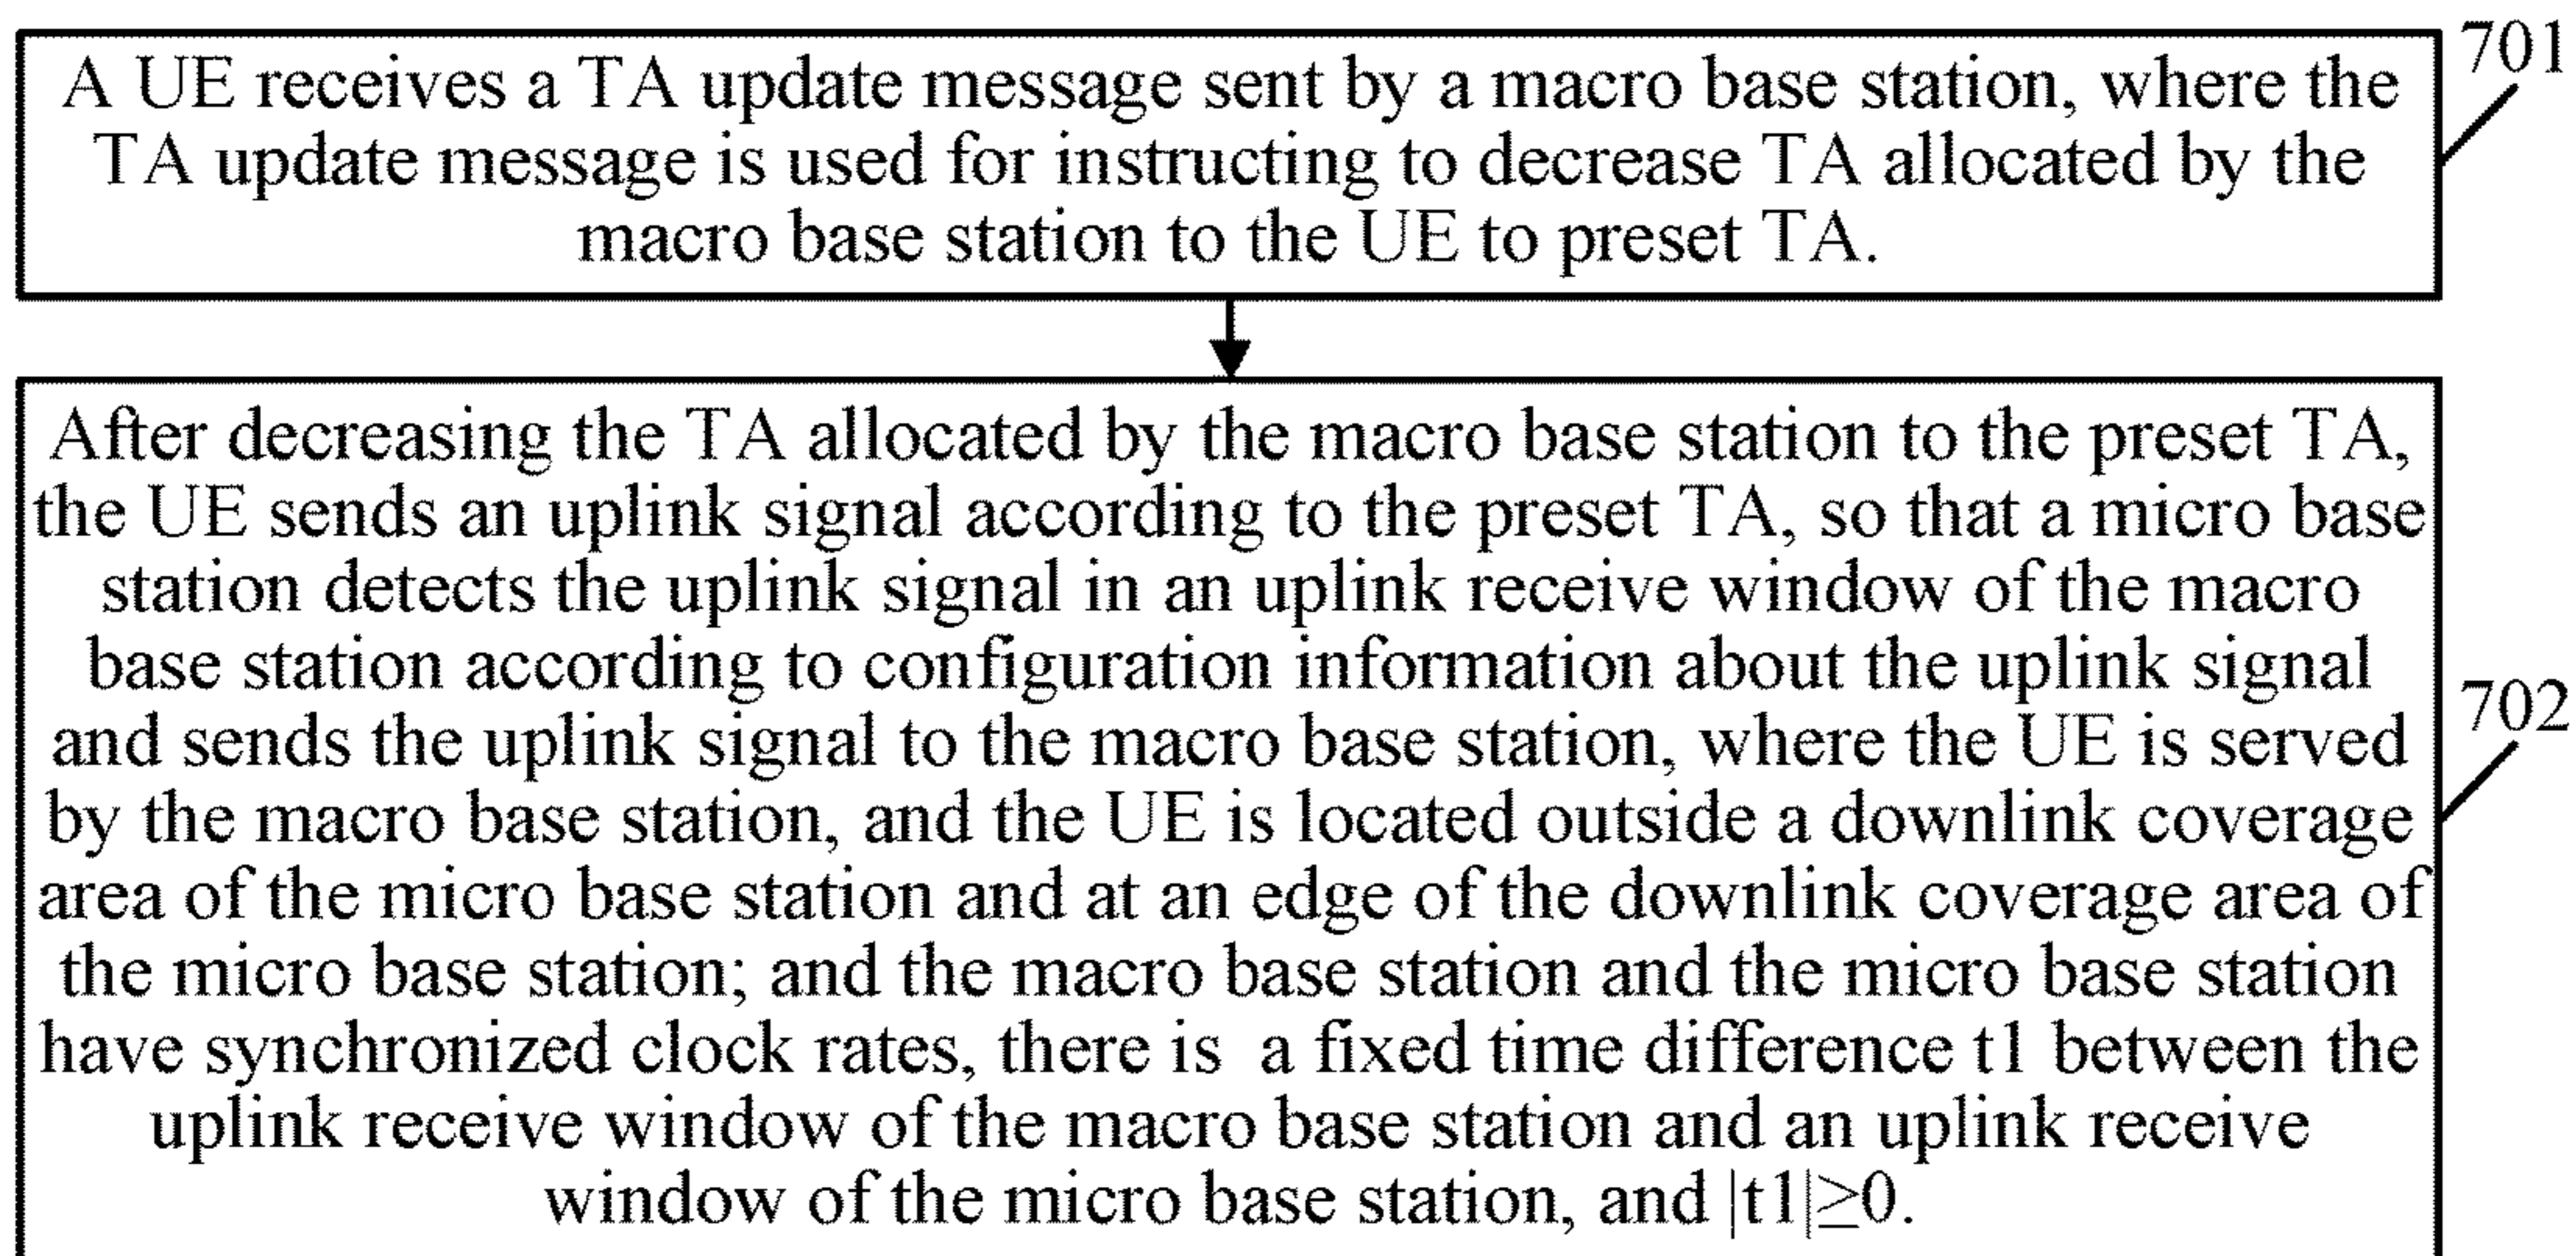 701
A UE receives a TA update message sent by a macro base station, where the
TA update message is used for instructing to decrease TA allocated by the
macro base station to the UE to preset TA.
After decreasing the TA allocated by the macro base station to the preset TA,
the UE sends an uplink signal according to the preset TA, so that a micro base
station detects the uplink signal in an uplink receive window of the macro
base station according to configuration information about the uplink signal
702
and sends the uplink signal to the macro base station, where the UE is served
by the macro base station, and the UE is located outside a downlink coverage
area of the micro base station and at an edge of the downlink coverage area of
the micro base station; and the macro base station and the micro base station
have synchronized clock rates, there is a fixed time difference t1 between the
uplink receive window of the macro base station and an uplink receive
window of the micro base station, and |t1|≥0.